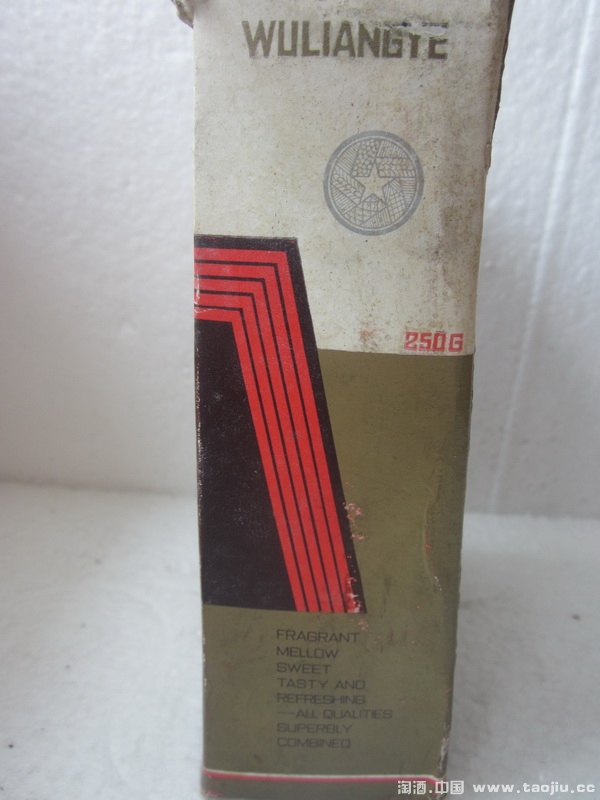 WULIANGYE
250G
FRAGRANT
MELLOW
SWEET
TASTY AND
REFRESHING
—ALL QUALITIES
SUPERBLY
COMBINED
淘酒.中国 www.taojiu.cc